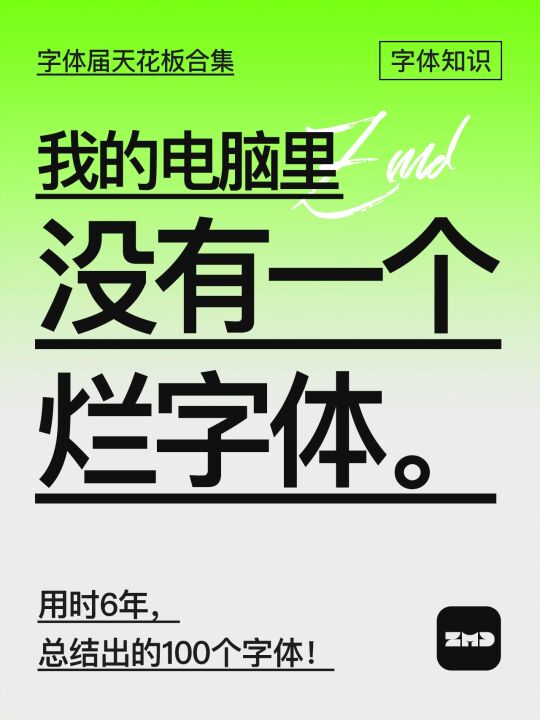 字体届天花板合集
字体知识
Zmd
我的电脑里
没有一个
烂字体。
用时6年，
总结出的100个字体！
ZMD